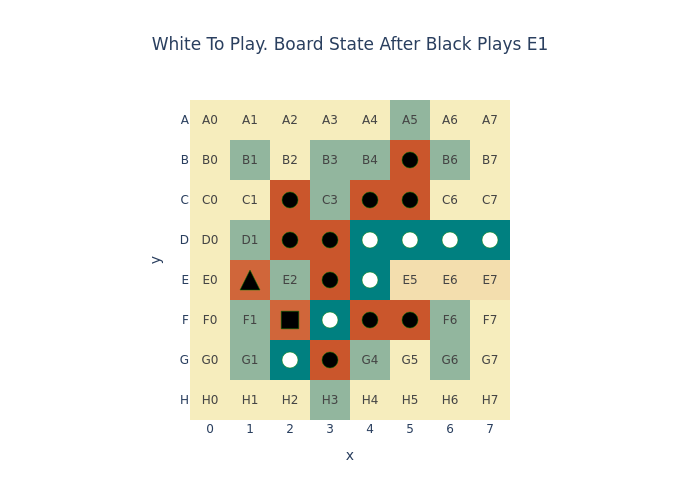 White To Play. Board State After Black Plays E1
A A0 A1 A2 A3 A4 A5 A6 A7
B B0 B1 B2 B3 B4 B6 B7
C C0 C1 C3 C6 C7
D D0 D1
E E0 E2 E5 E6 E7
F F0 F1 F6 F7
G G0 G1 G4 G5 G6 G7
H H0 H1 H2 H3 H4 H5 H6 H7
0 1 2 3 4 5 6 7
x
y